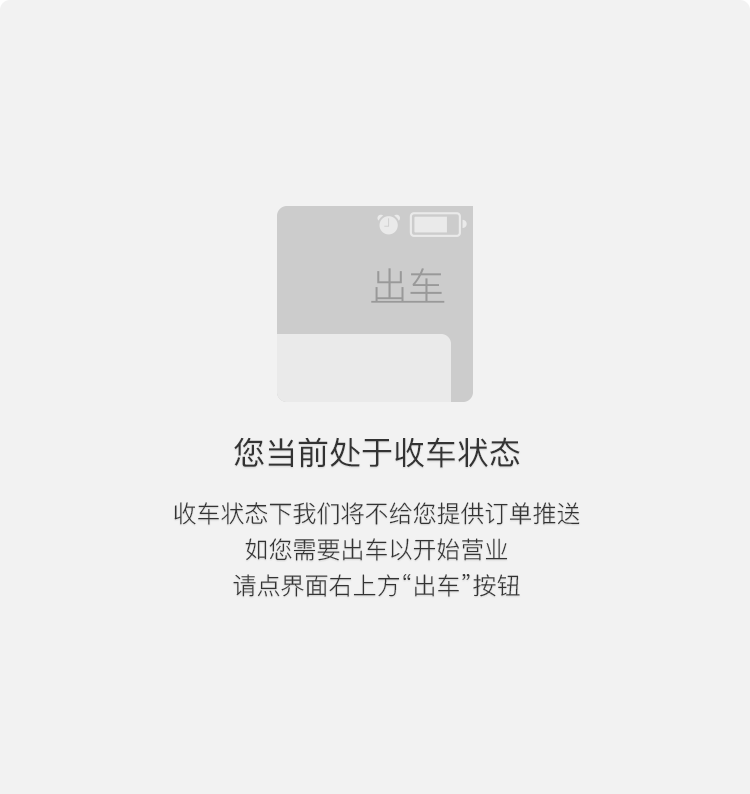 出车
您当前处于收车状态
收车状态下我们将不给您提供订单推送
如您需要出车以开始营业
请点界面右上方“出车”按钮